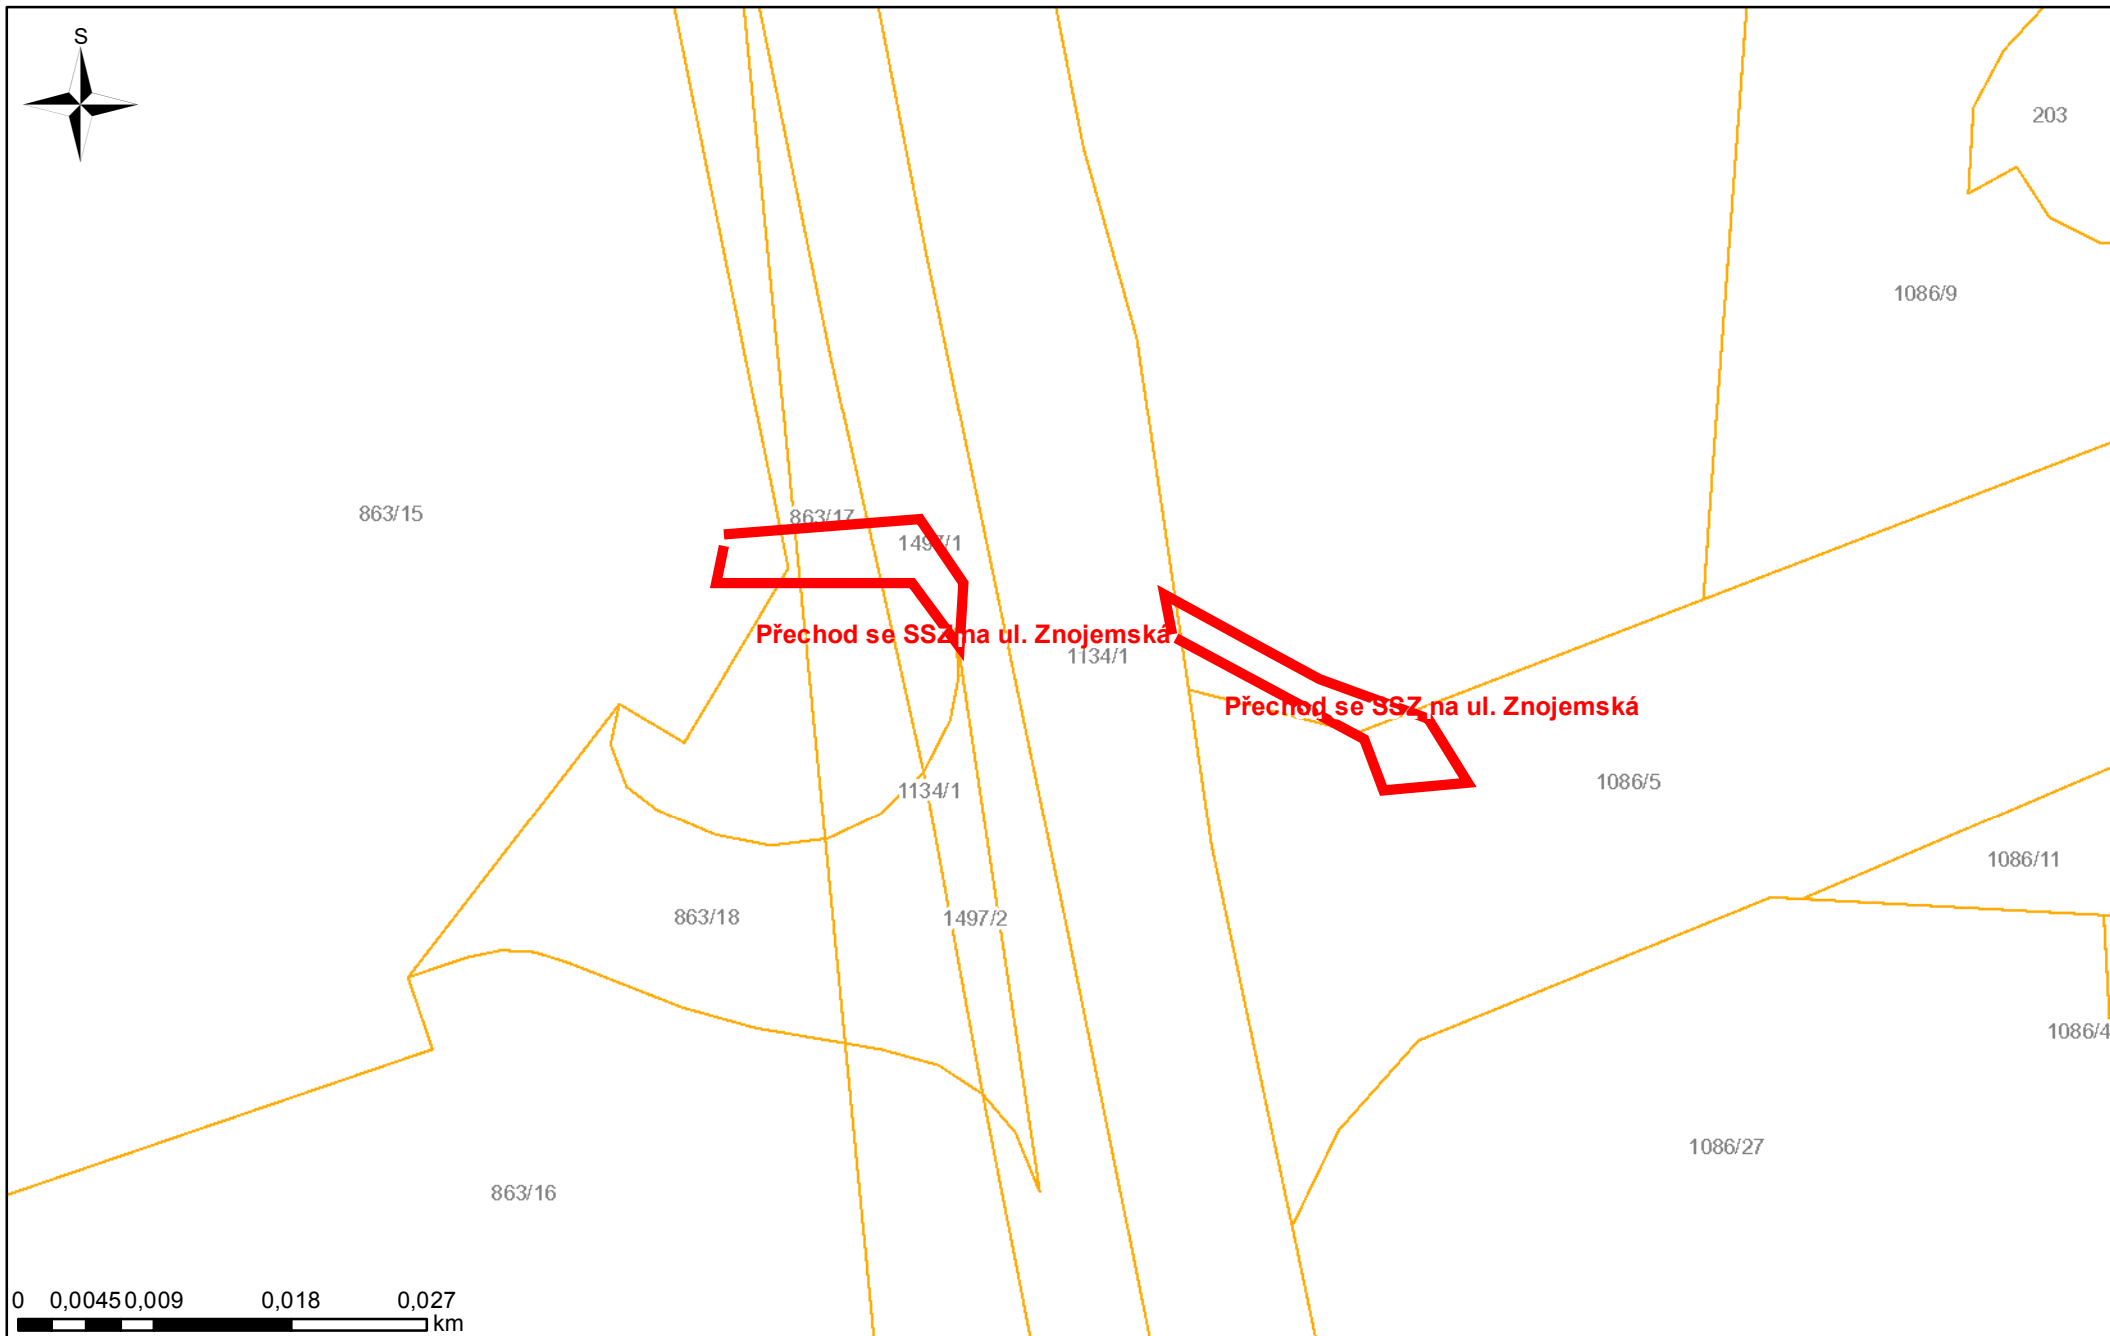 S
203
1086/9
863/15
863/17
1497/1
Přechod se SSZ na ul. Znojemská
1134/1
Přechod se SSZ na ul. Znojemská
1086/5
1134/1
1086/11
863/18
1497/2
1086/4
1086/27
863/16
0 0,0045 0,009 0,018 0,027
km